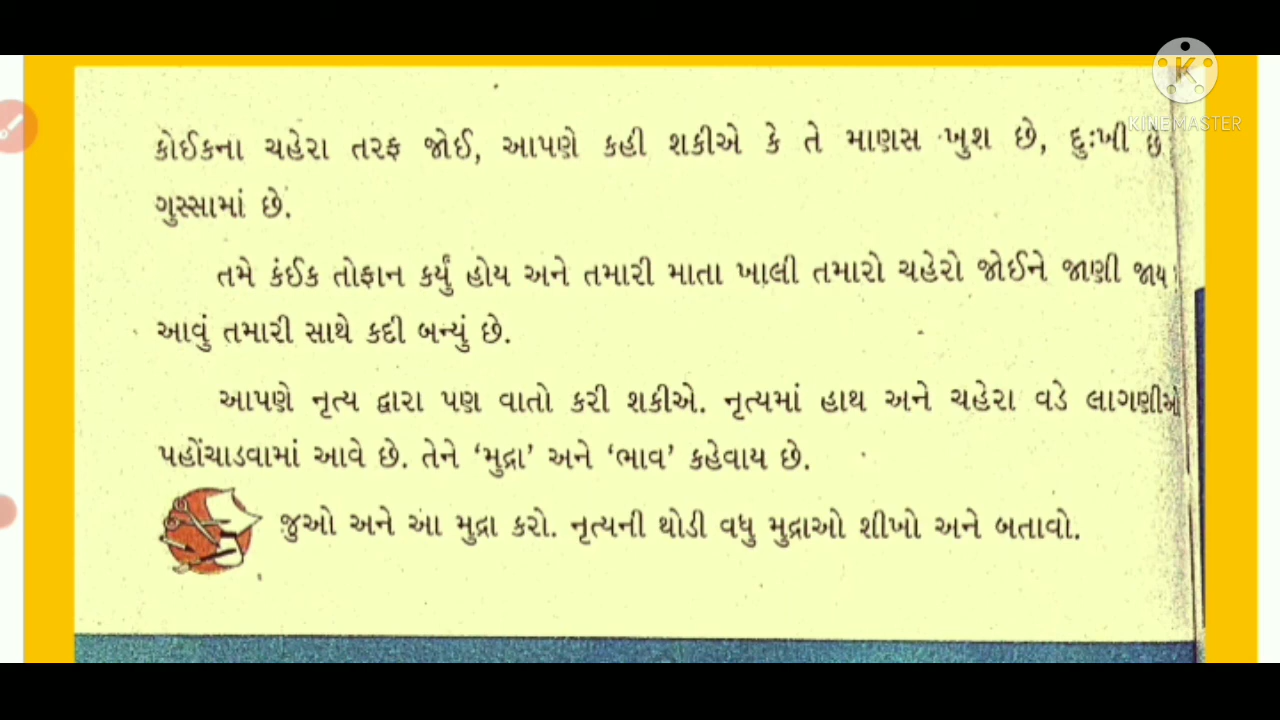 KINEMASTER
કોઈકના ચહેરા તરફ જોઈ, આપણે કહી શકીએ કે તે માણસ ખુશ છે, દુઃખી છે
ગુસ્સામાં છે.
તમે કંઈક તોફાન કર્યું હોય અને તમારી માતા ખાલી તમારો ચહેરો જોઈને જાણી જાય
આવું તમારી સાથે કદી બન્યું છે.
આપણે નૃત્ય દ્વારા પણ વાતો કરી શકીએ. નૃત્યમાં હાથ અને ચહેરા વડે લાગણીઓ
પહોંચાડવામાં આવે છે. તેને ‘મુદ્રા’ અને ‘ભાવ’ કહેવાય છે.
જુઓ અને આ મુદ્રા કરો. નૃત્યની થોડી વધુ મુદ્રાઓ શીખો અને બતાવો.